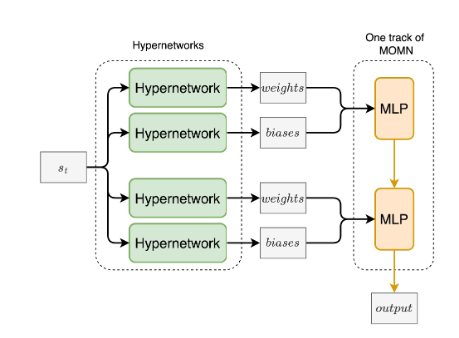 One track of
MOMN
Hypernetworks
Hypernetwork
weights
MLP
Hypernetwork
biases
s_t
Hypernetwork
weights
MLP
Hypernetwork
biases
output